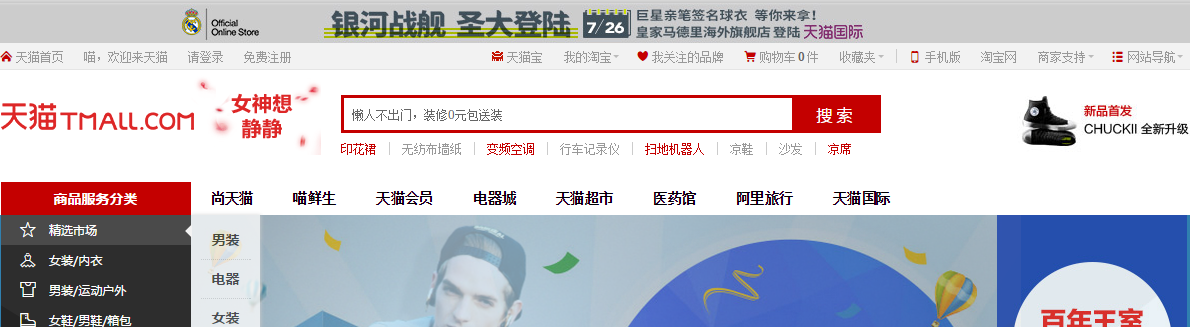 Official
Online Store
银河战舰 圣大登陆
7/26
巨星亲笔签名球衣 等你来拿!
皇家马德里海外旗舰店 登陆 天猫国际
天猫首页 喵,欢迎来天猫 请登录 免费注册 天猫宝 我的淘宝 我关注的品牌 购物车0件 收藏夹 手机版 淘宝网 商家支持 网站导航
天猫 TMALL.COM
女神想
静静
懒人不出门,装修0元包送装
搜索
印花裙 无纺布墙纸 变频空调 行车记录仪 扫地机器人 京鞋 沙发 京席
新品首发
CHUCKII 全新升级
商品服务分类 尚天猫 喵鲜生 天猫会员 电器城 天猫超市 医药馆 阿里旅行 天猫国际
精选市场
女装/内衣
男装/运动户外
女鞋/男鞋/箱包
男装
电器
女装
百年王室